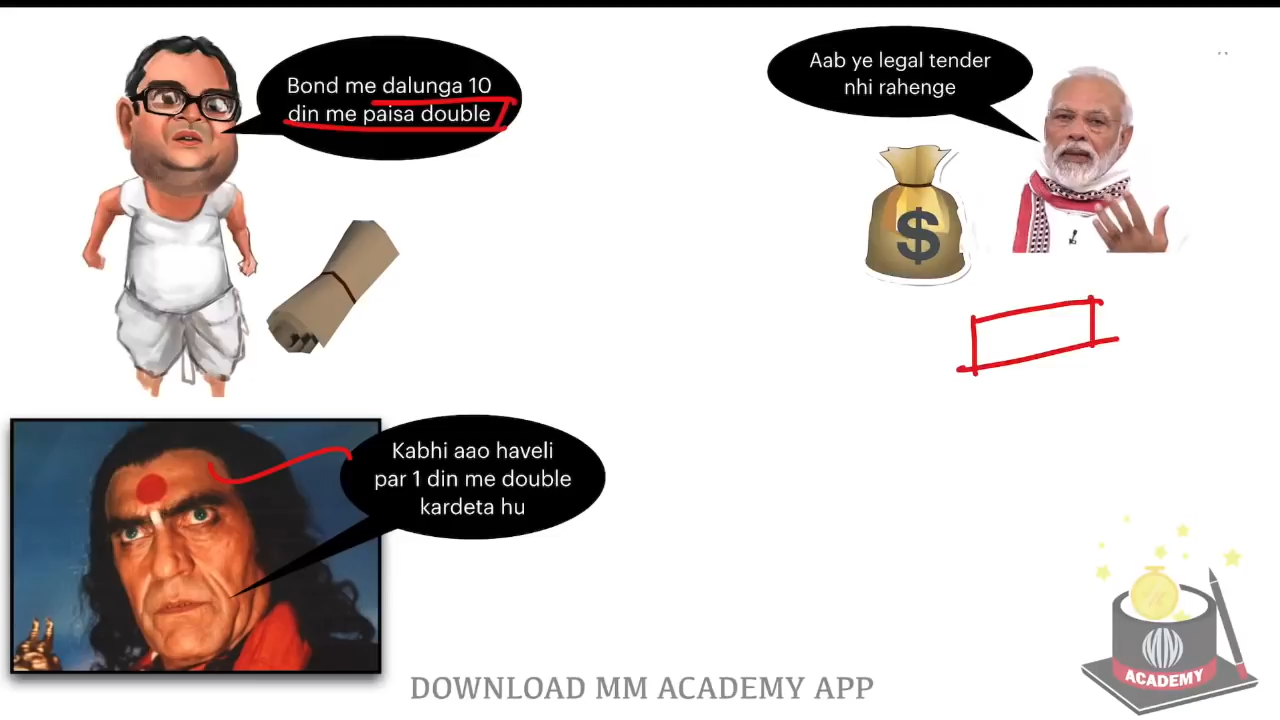 Bond me dalunga 10
din me paisa double
Aab ye legal tender
nhi rahenge
$
Kabhi aao haveli
par 1 din me double
kardeta hu
MM
ACADEMY
DOWNLOAD MM ACADEMY APP